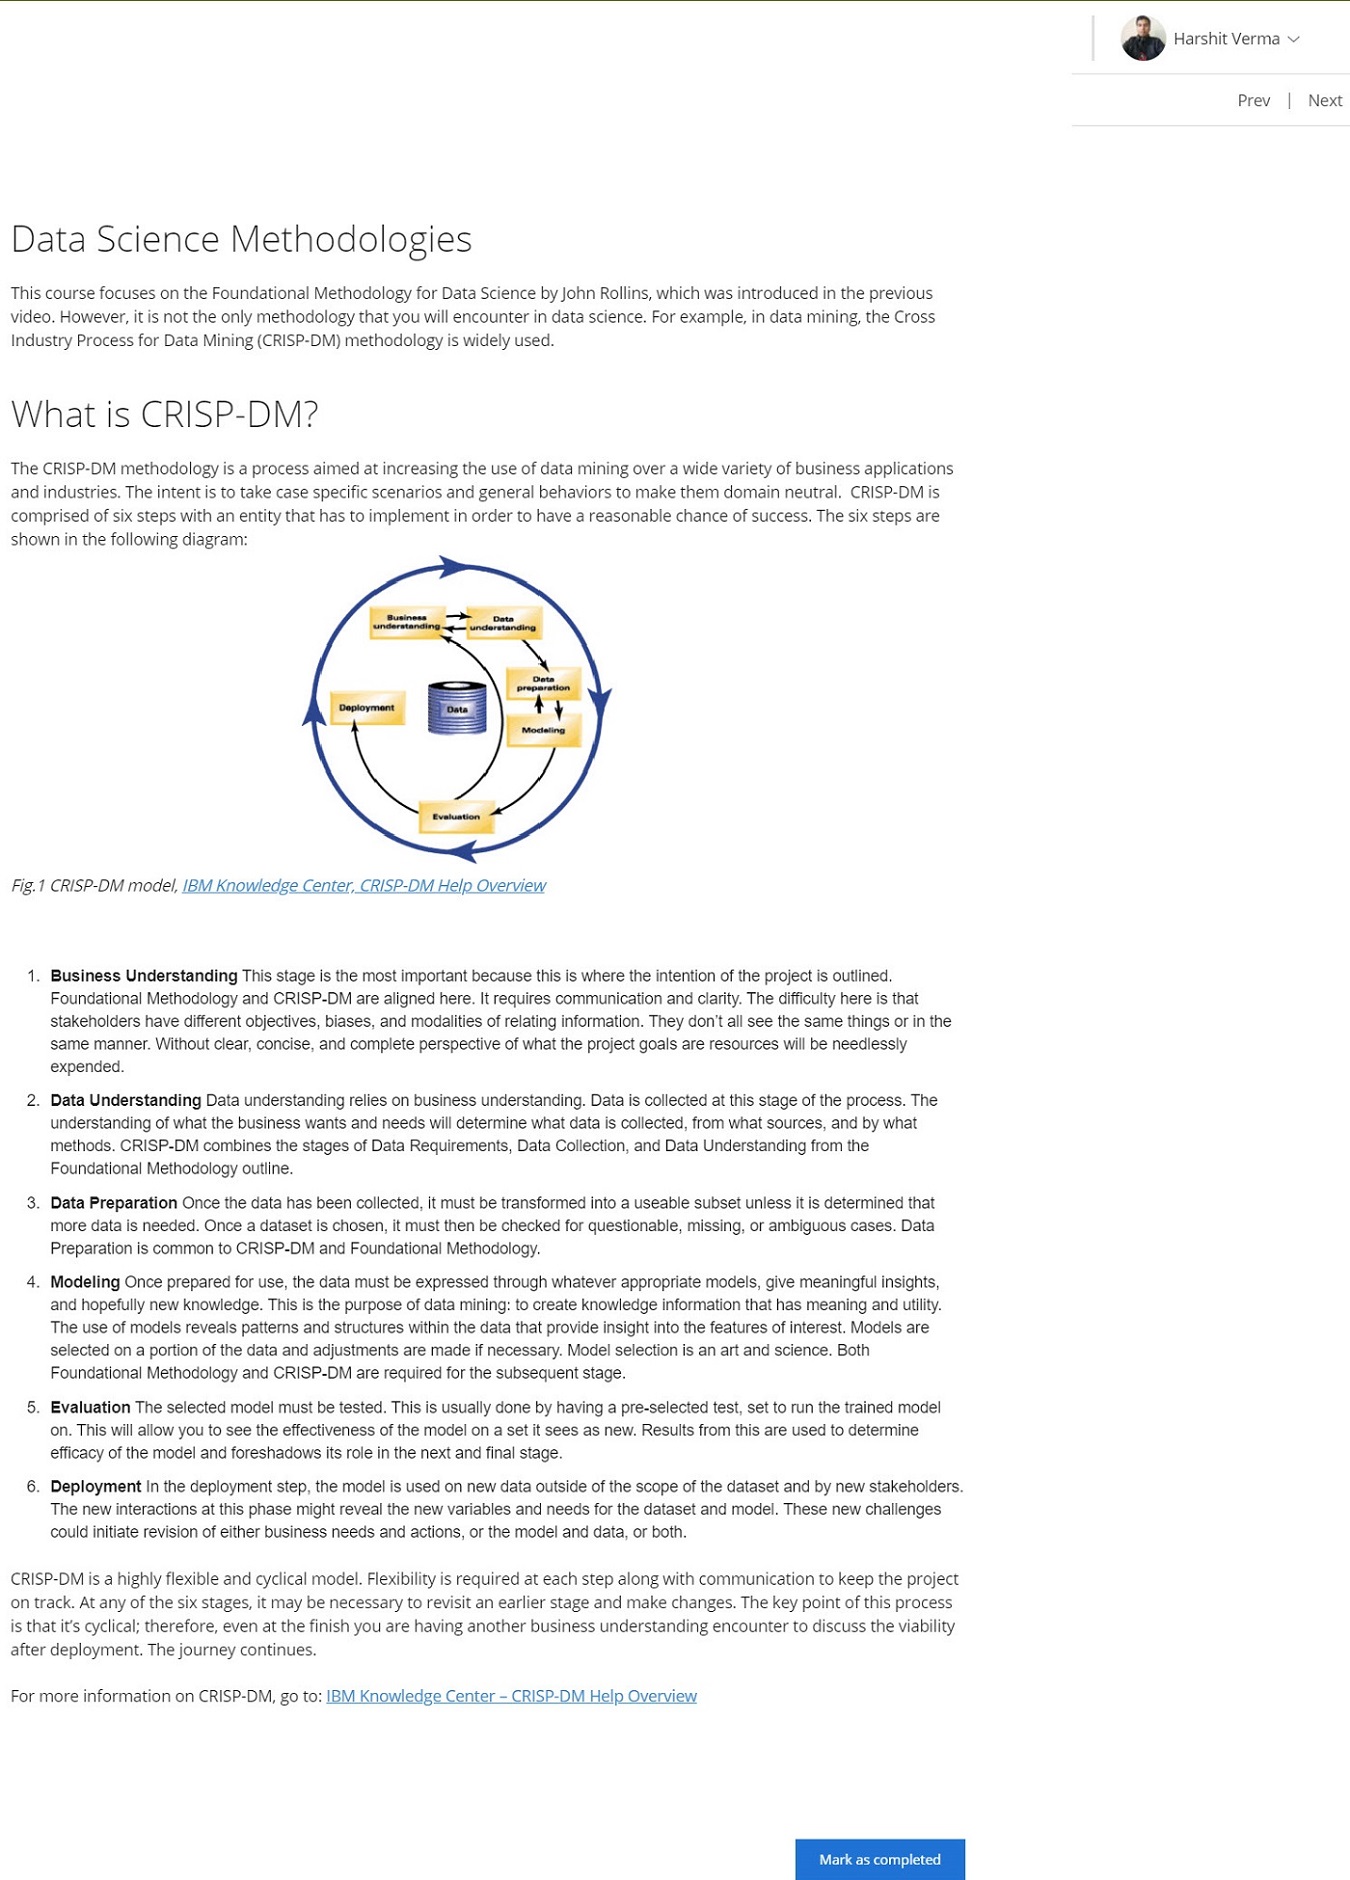 Harshit Verma
Prev | Next
Data Science Methodologies
This course focuses on the Foundational Methodology for Data Science by John Rollins, which was introduced in the previous
video. However, it is not the only methodology that you will encounter in data science. For example, in data mining, the Cross
Industry Process for Data Mining (CRISP-DM) methodology is widely used.
What is CRISP-DM?
The CRISP-DM methodology is a process aimed at increasing the use of data mining over a wide variety of business applications
and industries. The intent is to take case specific scenarios and general behaviors to make them domain neutral. CRISP-DM is
comprised of six steps with an entity that has to implement in order to have a reasonable chance of success. The six steps are
shown in the following diagram:
Business
understanding
Data
understanding
Data
preparation
Deployment
Data
Modeling
Evaluation
Fig.1 CRISP-DM model, IBM Knowledge Center, CRISP-DM Help Overview
1. Business Understanding This stage is the most important because this is where the intention of the project is outlined.
Foundational Methodology and CRISP-DM are aligned here. It requires communication and clarity. The difficulty here is that
stakeholders have different objectives, biases, and modalities of relating information. They don't all see the same things or in the
same manner. Without clear, concise, and complete perspective of what the project goals are resources will be needlessly
expended.
2. Data Understanding Data understanding relies on business understanding. Data is collected at this stage of the process. The
understanding of what the business wants and needs will determine what data is collected, from what sources, and by what
methods. CRISP-DM combines the stages of Data Requirements, Data Collection, and Data Understanding from the
Foundational Methodology outline.
3. Data Preparation Once the data has been collected, it must be transformed into a useable subset unless it is determined that
more data is needed. Once a dataset is chosen, it must then be checked for questionable, missing, or ambiguous cases. Data
Preparation is common to CRISP-DM and Foundational Methodology.
4. Modeling Once prepared for use, the data must be expressed through whatever appropriate models, give meaningful insights,
and hopefully new knowledge. This is the purpose of data mining: to create knowledge information that has meaning and utility.
The use of models reveals patterns and structures within the data that provide insight into the features of interest. Models are
selected on a portion of the data and adjustments are made if necessary. Model selection is an art and science. Both
Foundational Methodology and CRISP-DM are required for the subsequent stage.
5. Evaluation The selected model must be tested. This is usually done by having a pre-selected test, set to run the trained model
on. This will allow you to see the effectiveness of the model on a set it sees as new. Results from this are used to determine
efficacy of the model and foreshadows its role in the next and final stage.
6. Deployment In the deployment step, the model is used on new data outside of the scope of the dataset and by new stakeholders.
The new interactions at this phase might reveal the new variables and needs for the dataset and model. These new challenges
could initiate revision of either business needs and actions, or the model and data, or both.
CRISP-DM is a highly flexible and cyclical model. Flexibility is required at each step along with communication to keep the project
on track. At any of the six stages, it may be necessary to revisit an earlier stage and make changes. The key point of this process
is that it's cyclical; therefore, even at the finish you are having another business understanding encounter to discuss the viability
after deployment. The journey continues.
For more information on CRISP-DM, go to: IBM Knowledge Center – CRISP-DM Help Overview
Mark as completed